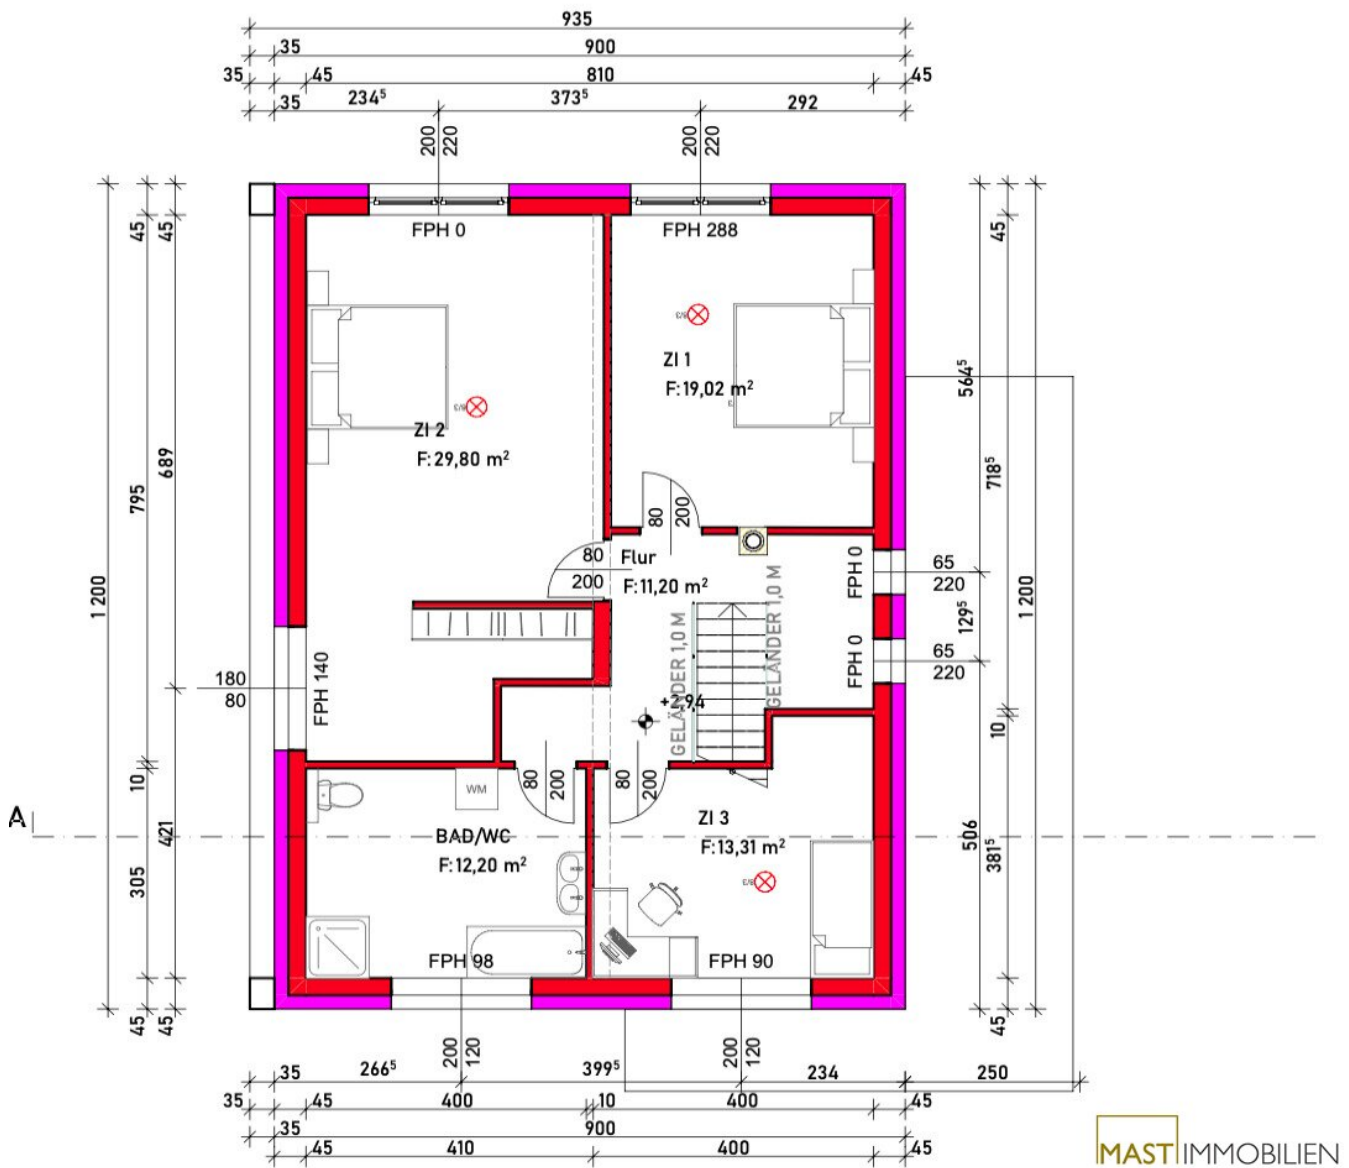 935
35 900
35 45 810 45
35 234⁵ 373⁵ 292
200 220
200 220
45
45
45
FPH 0
FPH 288
ZI 1
F:19,02 m²
ZI 2
F:29,80 m²
564⁵
689
795
718⁵
80
200
80
200
Flur
F:11,20 m²
FPH 0
65
220
1 200
1 200
129⁵
GELÄNDER 1,0 M
GELÄNDER 1,0 M
FPH 0
65
220
180
80
FPH 140
+2,94
10
10
80
200
80
200
WM
ZI 3
F:13,31 m²
A
BAD/WC
F:12,20 m²
421
506
381⁵
305
FPH 98
FPH 90
45
45
45
200 120
200 120
35 266⁵ 399⁵ 234 250
35 45 400 10 400 45
35 900
45 410 400 45
MAST IMMOBILIEN